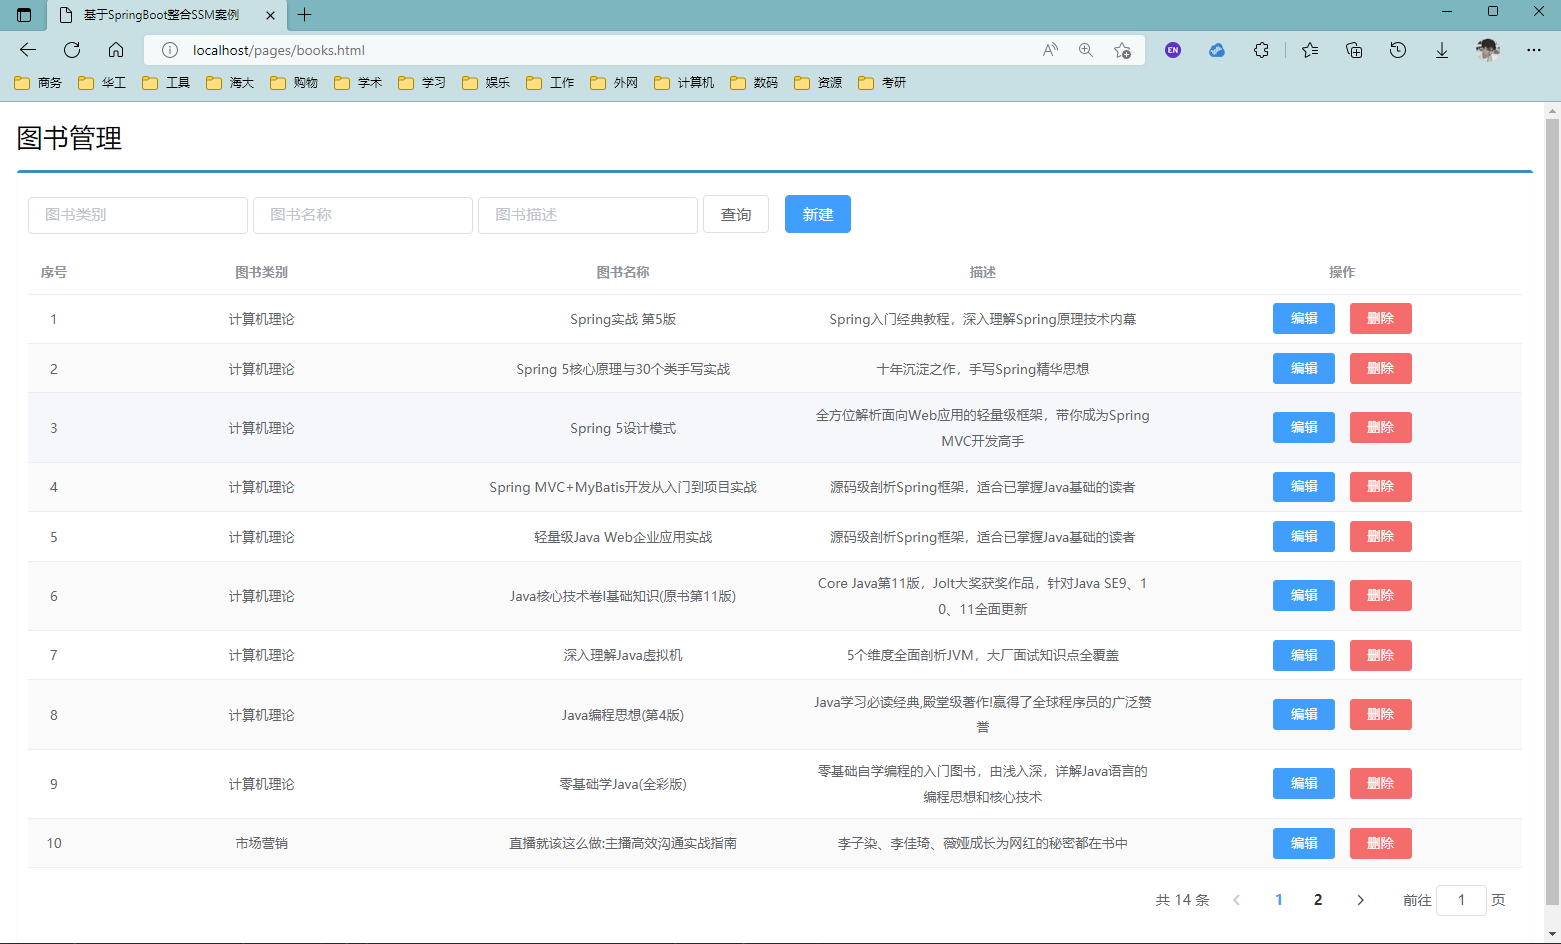 基于SpringBoot整合SSM案例
localhost/pages/books.html
EN
商务 华工 工具 海大 购物 学术 学习 娱乐 工作 外网 计算机 数码 资源 考研
图书管理
图书类别 图书名称 图书描述 查询 新建
序号 图书类别 图书名称 描述 操作
1 计算机理论 Spring实战 第5版 Spring入门经典教程，深入理解Spring原理技术内幕 编辑 删除
2 计算机理论 Spring 5核心原理与30个类手写实战 十年沉淀之作，手写Spring精华思想 编辑 删除
3 计算机理论 Spring 5设计模式 全方位解析面向Web应用的轻量级框架，带你成为Spring
MVC开发高手 编辑 删除
4 计算机理论 Spring MVC+MyBatis开发从入门到项目实战 源码级剖析Spring框架，适合已掌握Java基础的读者 编辑 删除
5 计算机理论 轻量级Java Web企业应用实战 源码级剖析Spring框架，适合已掌握Java基础的读者 编辑 删除
6 计算机理论 Java核心技术卷I基础知识(原书第11版) Core Java第11版，Jolt大奖获奖作品，针对Java SE9、1
0、11全面更新 编辑 删除
7 计算机理论 深入理解Java虚拟机 5个维度全面剖析JVM，大厂面试知识点全覆盖 编辑 删除
8 计算机理论 Java编程思想(第4版) Java学习必读经典,殿堂级著作!赢得了全球程序员的广泛赞
誉 编辑 删除
9 计算机理论 零基础学Java(全彩版) 零基础自学编程的入门图书，由浅入深，详解Java语言的
编程思想和核心技术 编辑 删除
10 市场营销 直播就该这么做:主播高效沟通实战指南 李子染、李佳琦、薇娅成长为网红的秘密都在书中 编辑 删除
共 14 条 1 2 前往 1 页